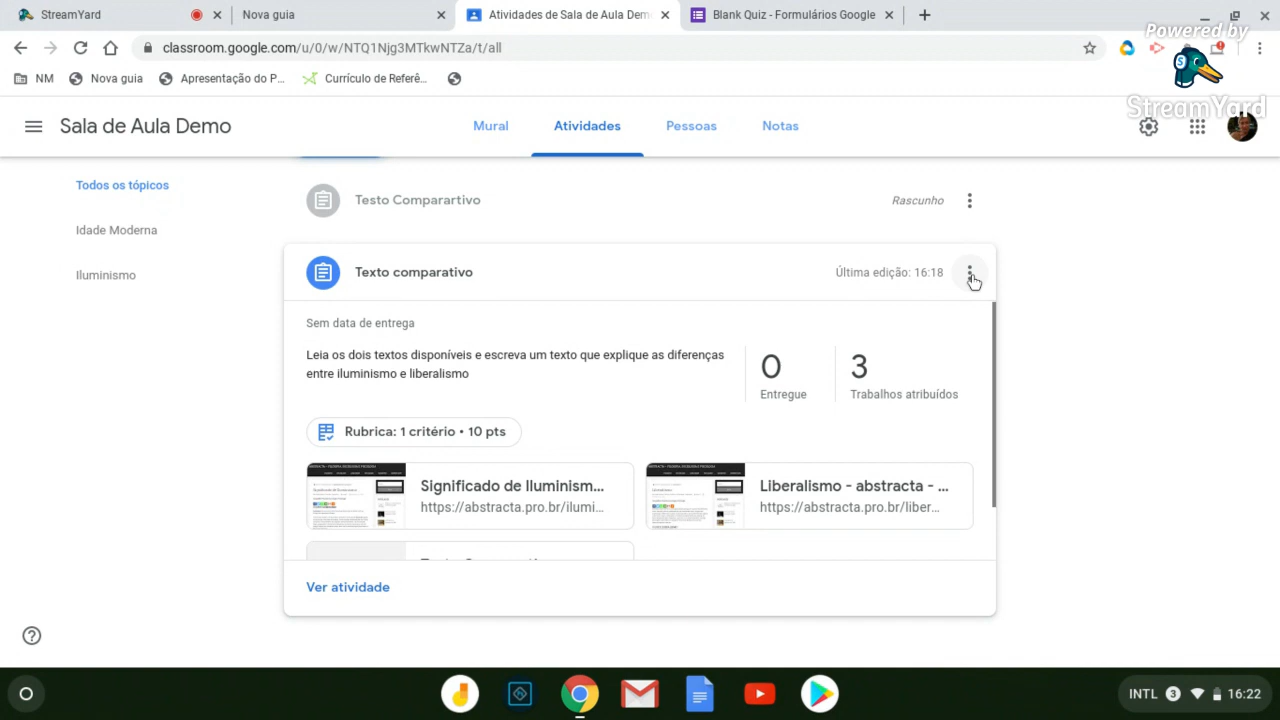 StreamYard
Nova guia
Atividades de Sala de Aula Dem
Blank Quiz - Formulários Google
classroom.google.com/u/0/w/NTQ1Njg3MTkwNTZa/t/all
Powered by
StreamYard
NM
Nova guia
Apresentação do P...
Currículo de Referê...
Sala de Aula Demo
Mural
Atividades
Pessoas
Notas
Todos os tópicos
Idade Moderna
Iluminismo
Testo Comparartivo
Rascunho
Texto comparativo
Última edição: 16:18
Sem data de entrega
Leia os dois textos disponíveis e escreva um texto que explique as diferenças
entre iluminismo e liberalismo
0
Entregue
3
Trabalhos atribuídos
Rubrica: 1 critério • 10 pts
Significado de Iluminism...
https://abstracta.pro.br/ilumi...
Liberalismo - abstracta - ...
https://abstracta.pro.br/liber...
Ver atividade
INTL
3
16:22